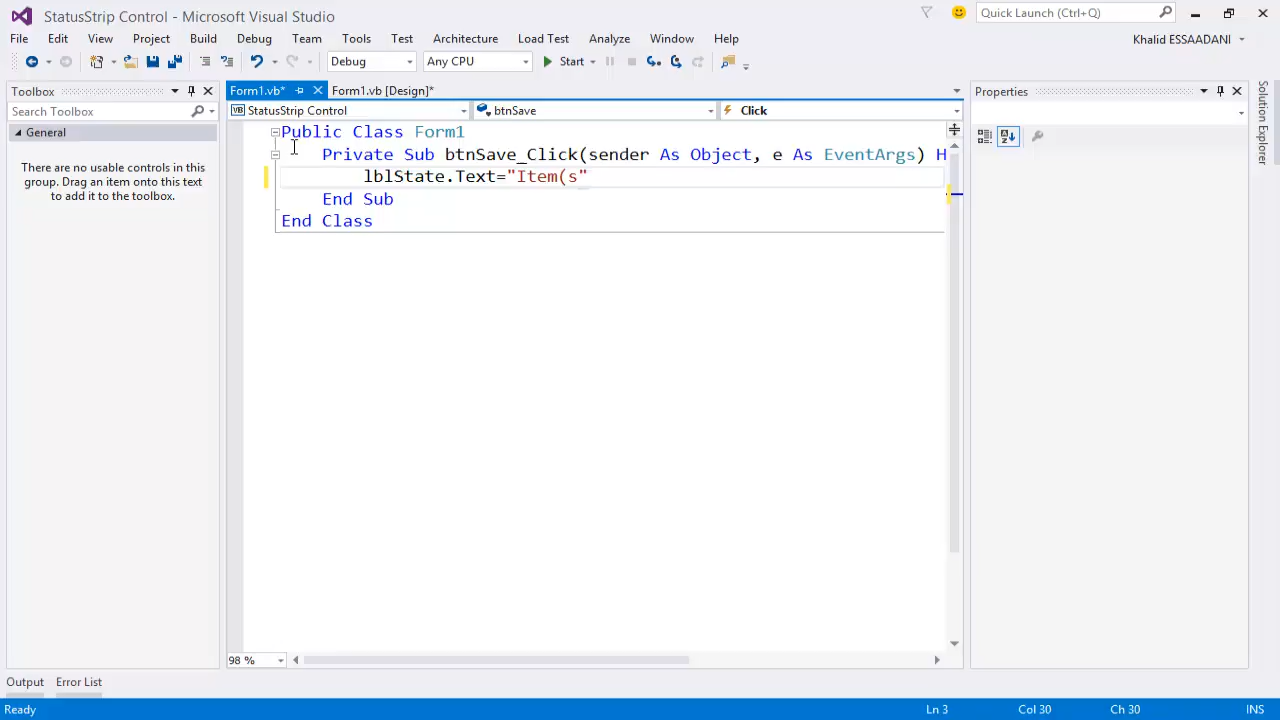 StatusStrip Control - Microsoft Visual Studio
Quick Launch (Ctrl+Q)
File Edit View Project Build Debug Team Tools Test Architecture Load Test Analyze Window Help
Khalid ESSAADANI
Debug Any CPU Start
Toolbox
Form1.vb* Form1.vb [Design]*
Properties
Search Toolbox
StatusStrip Control btnSave Click
General
There are no usable controls in this
group. Drag an item onto this text
to add it to the toolbox.
Public Class Form1
Private Sub btnSave_Click(sender As Object, e As EventArgs) H
lblState.Text="Item(s"
End Sub
End Class
Solution Explorer
98 %
Output Error List
Ready Ln 3 Col 30 Ch 30 INS